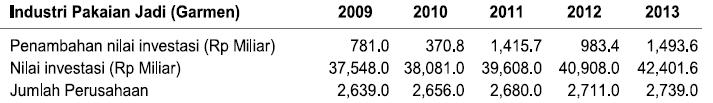 Industri Pakaian Jadi (Garmen) 2009 2010 2011 2012 2013
Penambahan nilai investasi (Rp Miliar) 781.0 370.8 1,415.7 983.4 1,493.6
Nilai investasi (Rp Miliar) 37,548.0 38,081.0 39,608.0 40,908.0 42,401.6
Jumlah Perusahaan 2,639.0 2,656.0 2,680.0 2,711.0 2,739.0